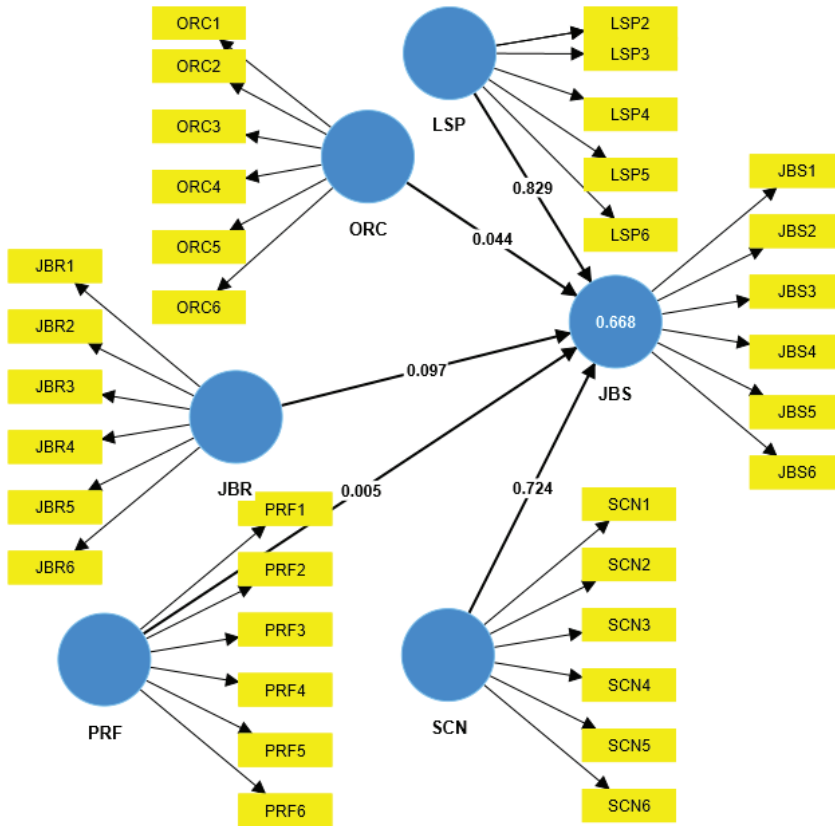 ORC1
ORC2
ORC3
ORC4
ORC5
ORC6
ORC
LSP
LSP2
LSP3
LSP4
LSP5
LSP6
0.829
0.044
JBS1
JBS2
JBS3
JBS4
JBS5
JBS6
0.668
JBS
JBR1
JBR2
JBR3
JBR4
JBR5
JBR6
JBR
0.097
0.005
0.724
PRF1
PRF2
PRF3
PRF4
PRF5
PRF6
PRF
SCN
SCN1
SCN2
SCN3
SCN4
SCN5
SCN6